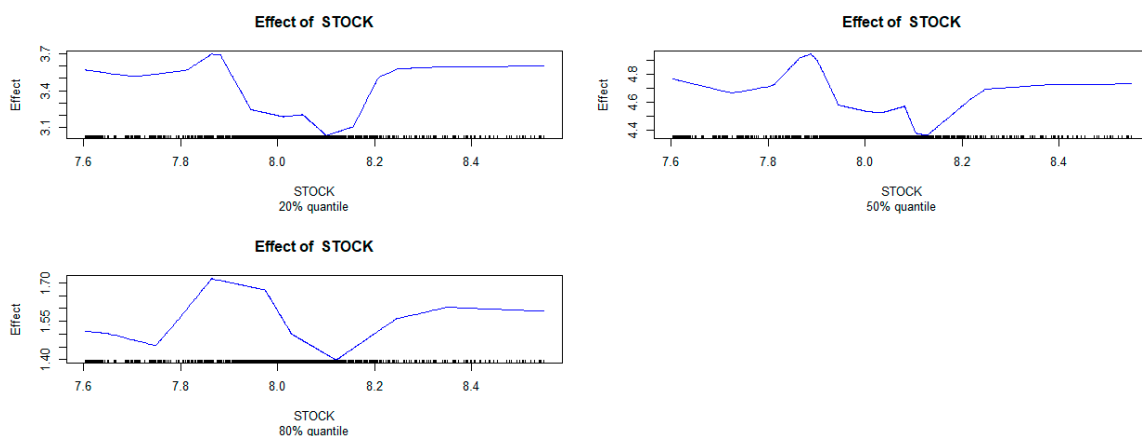 Effect of STOCK
Effect
3.1 3.4 3.7
7.6 7.8 8.0 8.2 8.4
STOCK
20% quantile
Effect of STOCK
Effect
4.4 4.6 4.8
7.6 7.8 8.0 8.2 8.4
STOCK
50% quantile
Effect of STOCK
Effect
1.40 1.55 1.70
7.6 7.8 8.0 8.2 8.4
STOCK
80% quantile